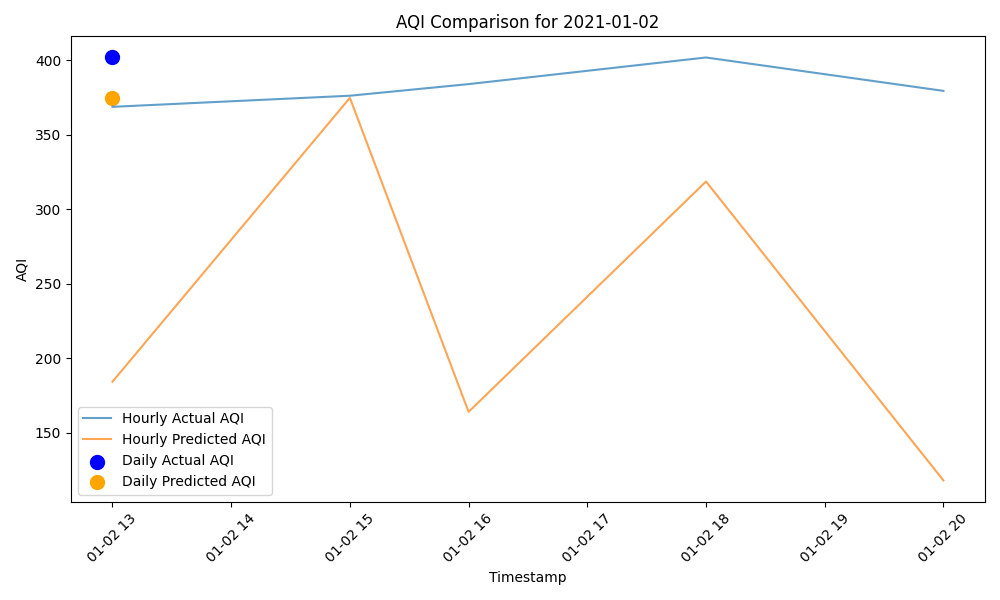 AQI Comparison for 2021-01-02
AQI
400
350
300
250
200
150
Hourly Actual AQI
Hourly Predicted AQI
Daily Actual AQI
Daily Predicted AQI
01-02 13
01-02 14
01-02 15
01-02 16
01-02 17
01-02 18
01-02 19
01-02 20
Timestamp